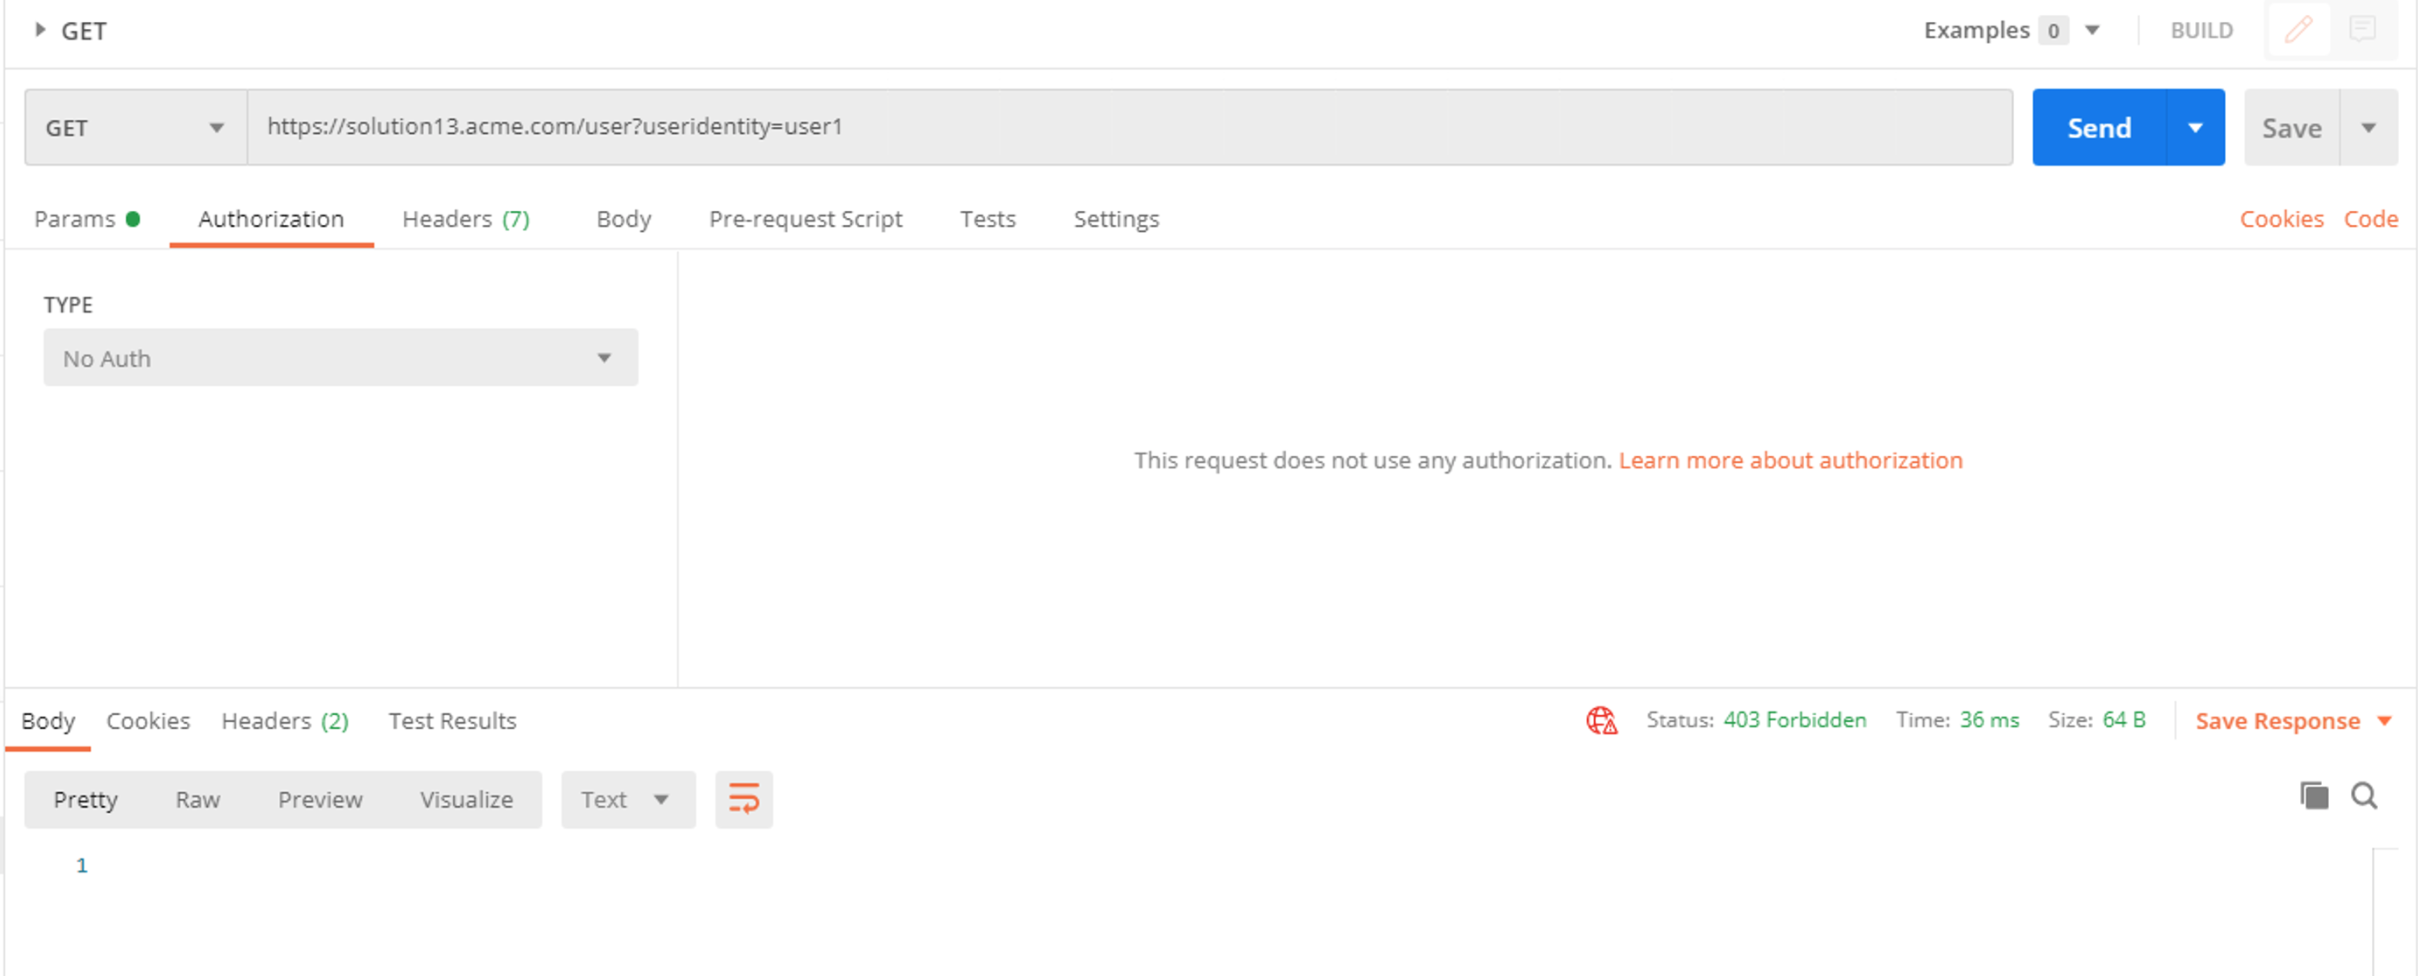 GET Examples 0 BUILD
GET https://solution13.acme.com/user?useridentity=user1 Send Save
Params Authorization Headers (7) Body Pre-request Script Tests Settings Cookies Code
TYPE
No Auth
This request does not use any authorization. Learn more about authorization
Body Cookies Headers (2) Test Results Status: 403 Forbidden Time: 36 ms Size: 64 B Save Response
Pretty Raw Preview Visualize Text
1